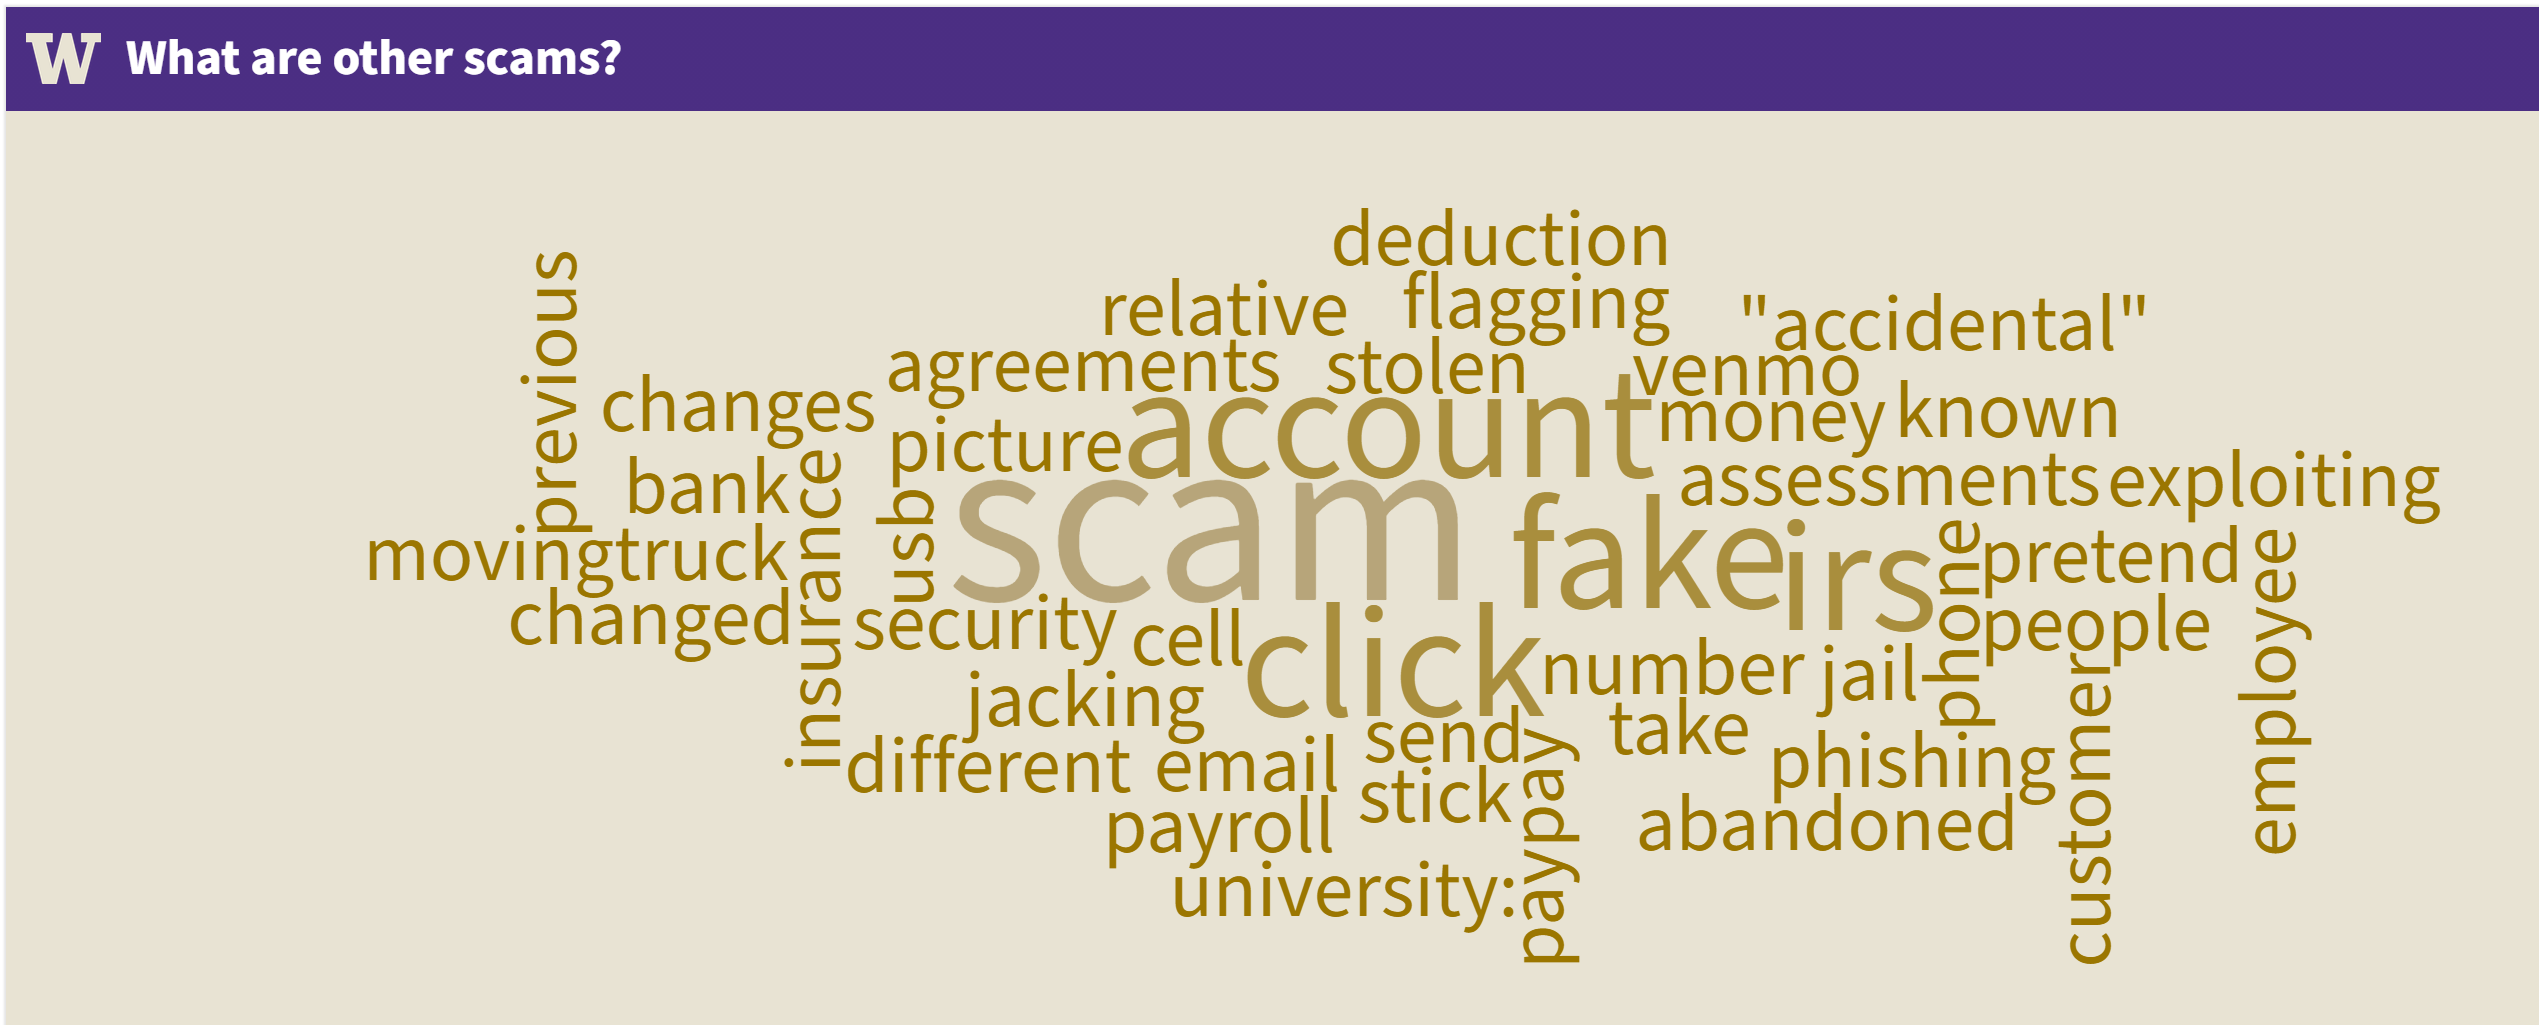 W What are other scams?
deduction
relative flagging "accidental"
previous
agreements stolen venmo
changes account money known
picture
bank insurance usb scam fake irs assessments exploiting
movingtruck phone pretend employee
changed security cell click number jail people
jacking send take customer
different email stick paypay phishing
payroll abandoned
university: